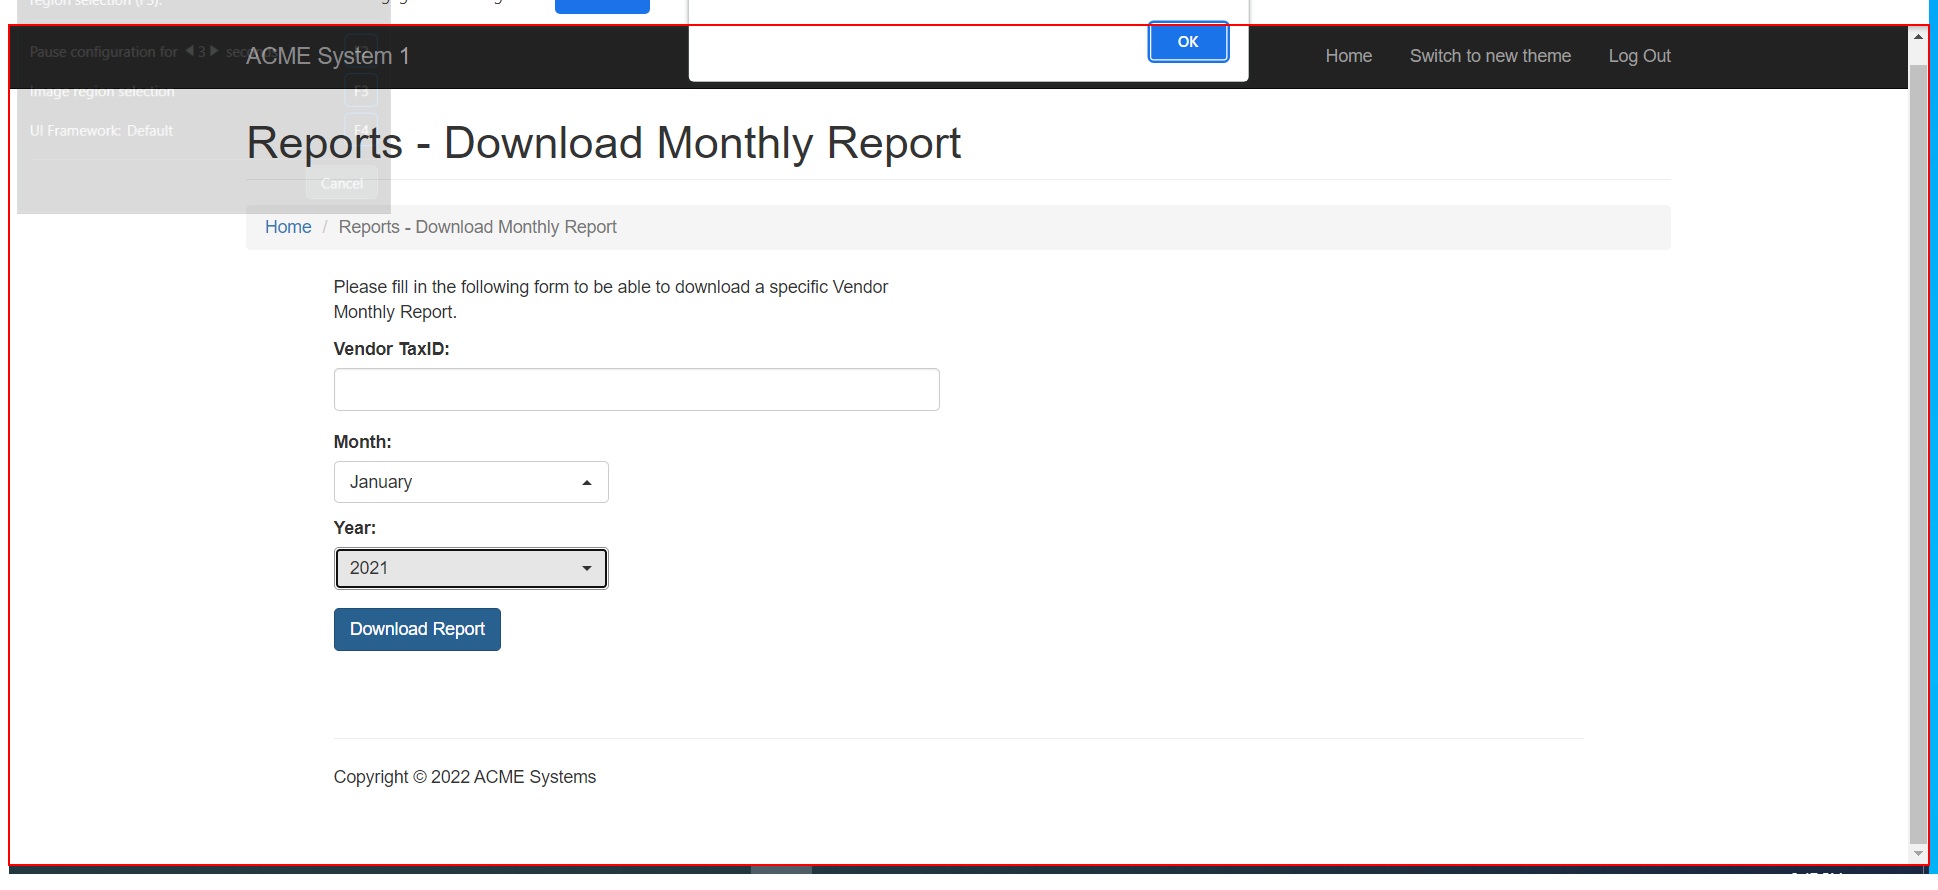 region selection (F3).
OK
Pause configuration for 3 seconds
ACME System 1
Home
Switch to new theme
Log Out
Image region selection
F3
UI Framework: Default
F4
Reports - Download Monthly Report
Cancel
Home / Reports - Download Monthly Report
Please fill in the following form to be able to download a specific Vendor
Monthly Report.
Vendor TaxID:
Month:
January
Year:
2021
Download Report
Copyright © 2022 ACME Systems